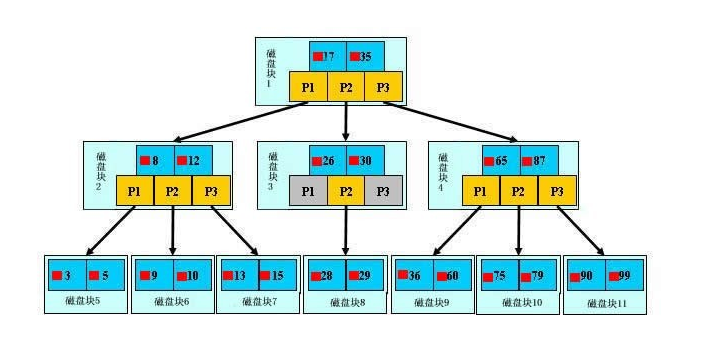 磁盘块1
17 35
P1 P2 P3
磁盘块2
8 12
P1 P2 P3
磁盘块3
26 30
P1 P2 P3
磁盘块4
65 87
P1 P2 P3
3 5
磁盘块5
9 10
磁盘块6
13 15
磁盘块7
28 29
磁盘块8
36 60
磁盘块9
75 79
磁盘块10
90 99
磁盘块11